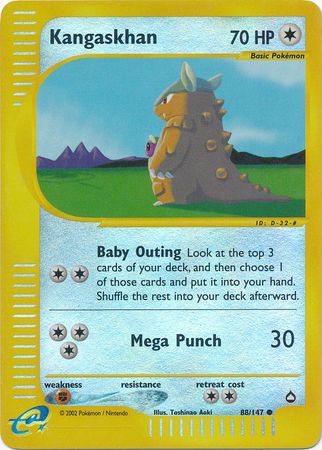 Kangaskhan 70 HP
Basic Pokémon
ID: D-32-#
Baby Outing Look at the top 3
cards of your deck, and then choose 1
of those cards and put it into your hand.
Shuffle the rest into your deck afterward.
Mega Punch 30
weakness resistance retreat cost
e
© 2002 Pokémon / Nintendo Illus. Toshinao Aoki 88/147